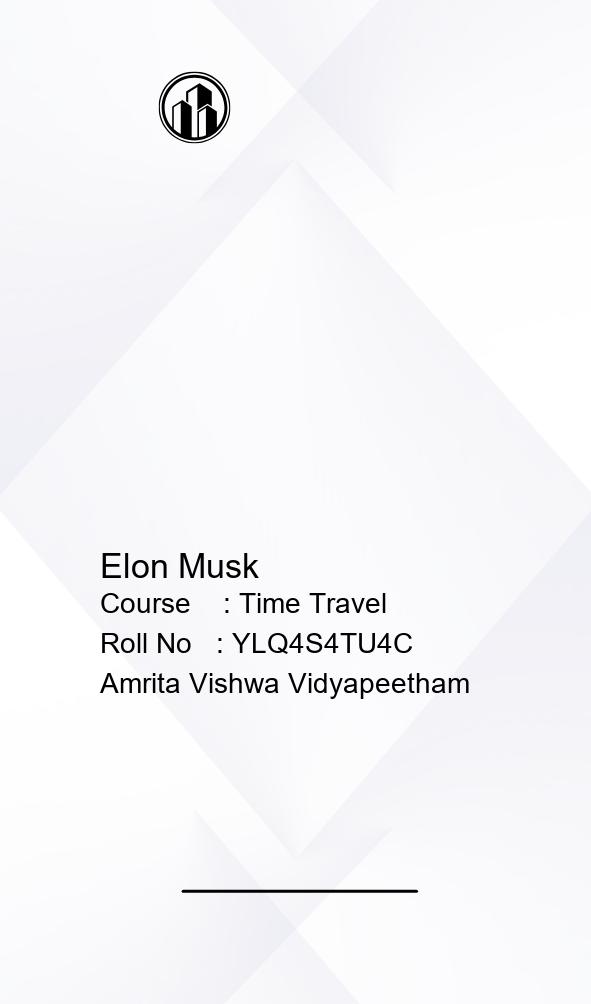 Elon Musk
Course : Time Travel
Roll No : YLQ4S4TU4C
Amrita Vishwa Vidyapeetham